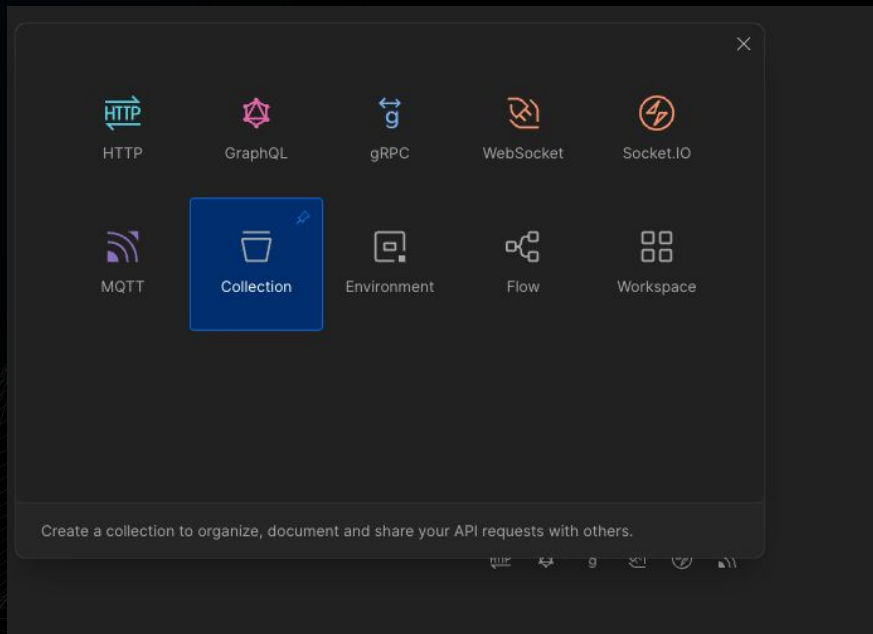 HTTP
HTTP GraphQL gRPC WebSocket Socket.IO
MQTT Collection Environment Flow Workspace
Create a collection to organize, document and share your API requests with others.